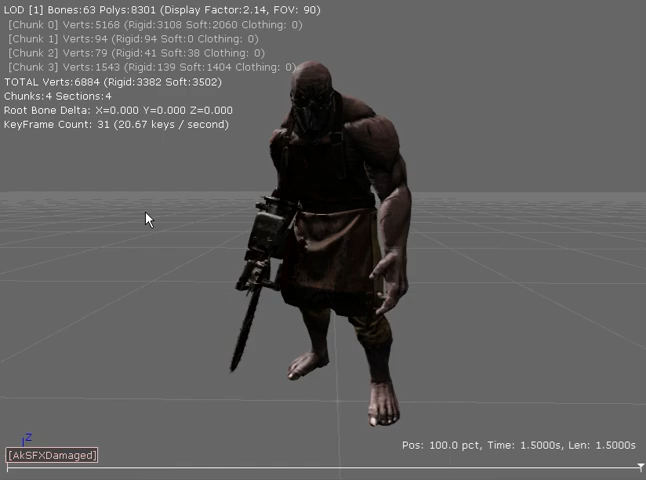 LOD [1] Bones:63 Polys:8301 (Display Factor:2.14, FOV: 90)
[Chunk 0] Verts:5168 (Rigid:3108 Soft:2060 Clothing: 0)
[Chunk 1] Verts:94 (Rigid:94 Soft:0 Clothing: 0)
[Chunk 2] Verts:79 (Rigid:41 Soft:38 Clothing: 0)
[Chunk 3] Verts:1543 (Rigid:139 Soft:1404 Clothing: 0)
TOTAL Verts:6884 (Rigid:3382 Soft:3502)
Chunks:4 Sections:4
Root Bone Delta: X=0.000 Y=0.000 Z=0.000
KeyFrame Count: 31 (20.67 keys / second)
Z
Pos: 100.0 pct, Time: 1.5000s, Len: 1.5000s
[AkSFXDamaged]